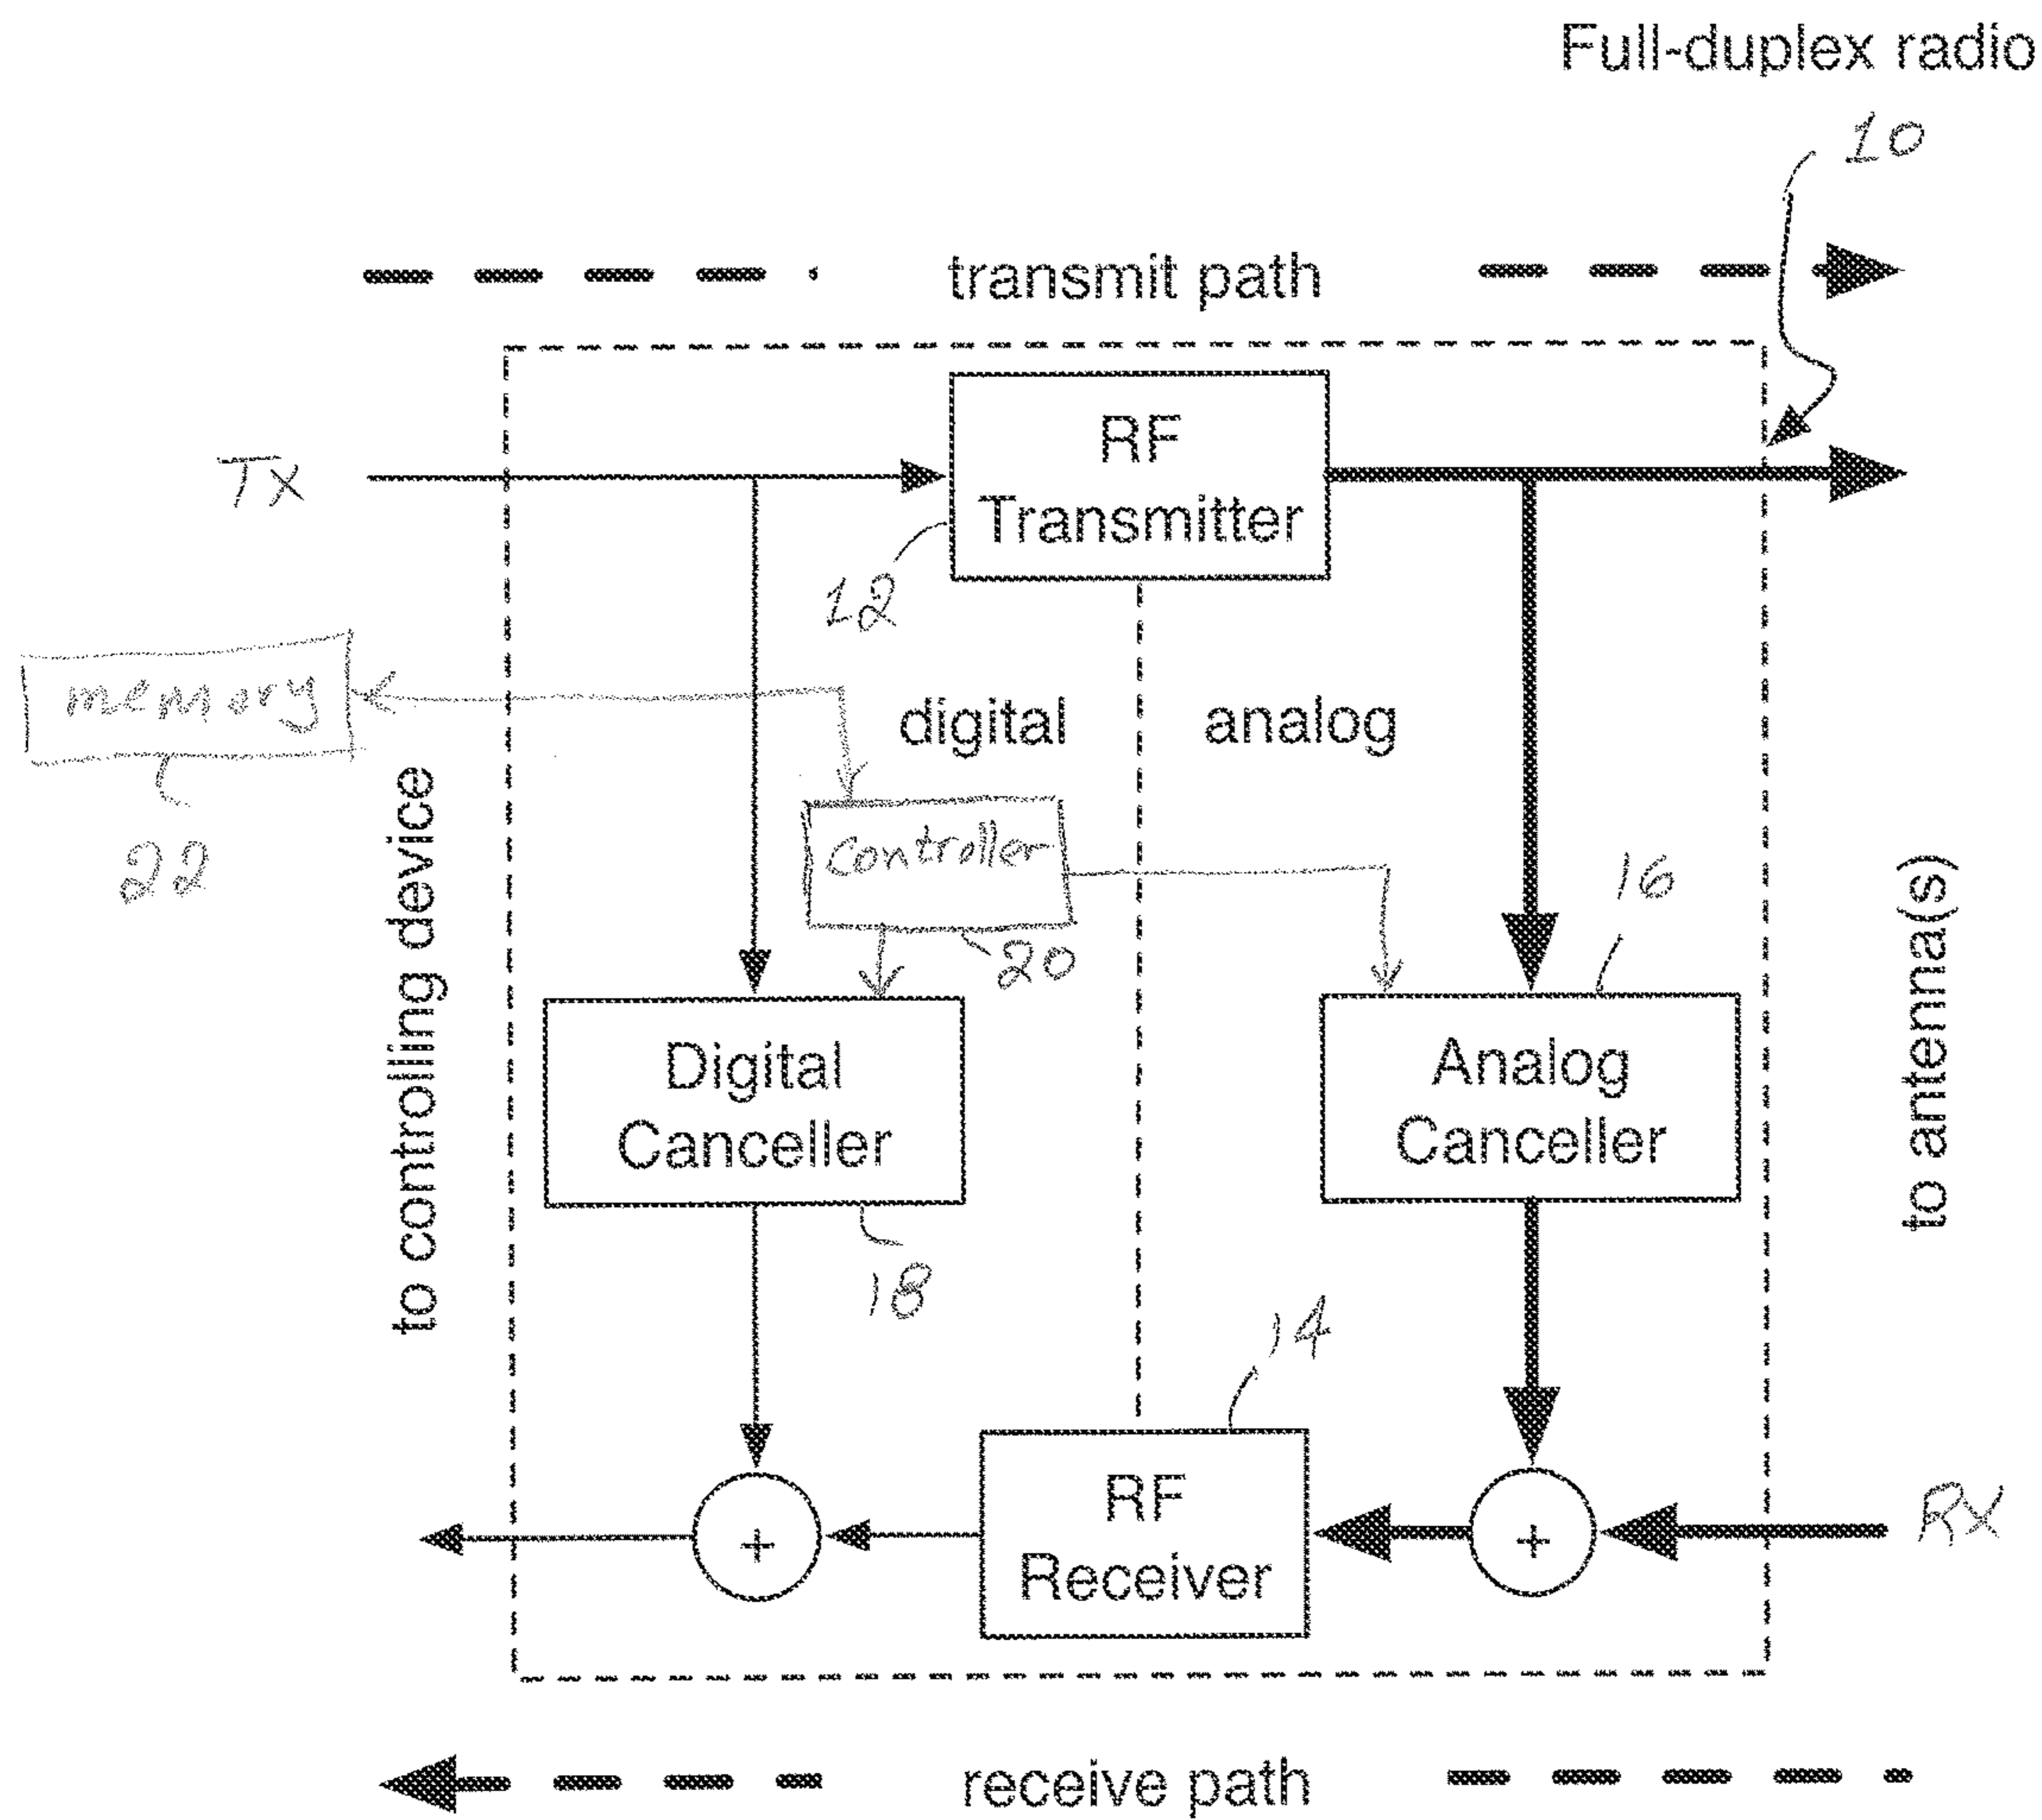 Full-duplex radio
10
transmit path
RF
Transmitter
Tx
12
memory
22
digital
analog
controller
20
16
to controlling device
to antenna(s)
Digital
Canceller
18
Analog
Canceller
14
RF
Receiver
+
+
RX
receive path